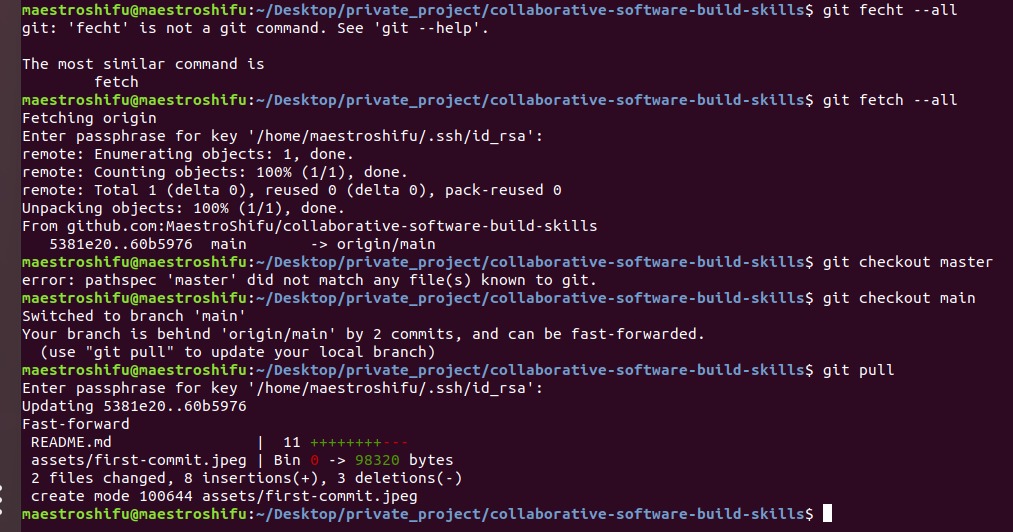 maestroshifu@maestroshifu:~/Desktop/private_project/collaborative-software-build-skills$ git fecht --all
git: 'fecht' is not a git command. See 'git --help'.

The most similar command is
        fetch
maestroshifu@maestroshifu:~/Desktop/private_project/collaborative-software-build-skills$ git fetch --all
Fetching origin
Enter passphrase for key '/home/maestroshifu/.ssh/id_rsa':
remote: Enumerating objects: 1, done.
remote: Counting objects: 100% (1/1), done.
remote: Total 1 (delta 0), reused 0 (delta 0), pack-reused 0
Unpacking objects: 100% (1/1), done.
From github.com:MaestroShifu/collaborative-software-build-skills
   5381e20..60b5976  main       -> origin/main
maestroshifu@maestroshifu:~/Desktop/private_project/collaborative-software-build-skills$ git checkout master
error: pathspec 'master' did not match any file(s) known to git.
maestroshifu@maestroshifu:~/Desktop/private_project/collaborative-software-build-skills$ git checkout main
Switched to branch 'main'
Your branch is behind 'origin/main' by 2 commits, and can be fast-forwarded.
  (use "git pull" to update your local branch)
maestroshifu@maestroshifu:~/Desktop/private_project/collaborative-software-build-skills$ git pull
Enter passphrase for key '/home/maestroshifu/.ssh/id_rsa':
Updating 5381e20..60b5976
Fast-forward
 README.md                |  11 ++++++++---
 assets/first-commit.jpeg | Bin 0 -> 98320 bytes
 2 files changed, 8 insertions(+), 3 deletions(-)
 create mode 100644 assets/first-commit.jpeg
maestroshifu@maestroshifu:~/Desktop/private_project/collaborative-software-build-skills$